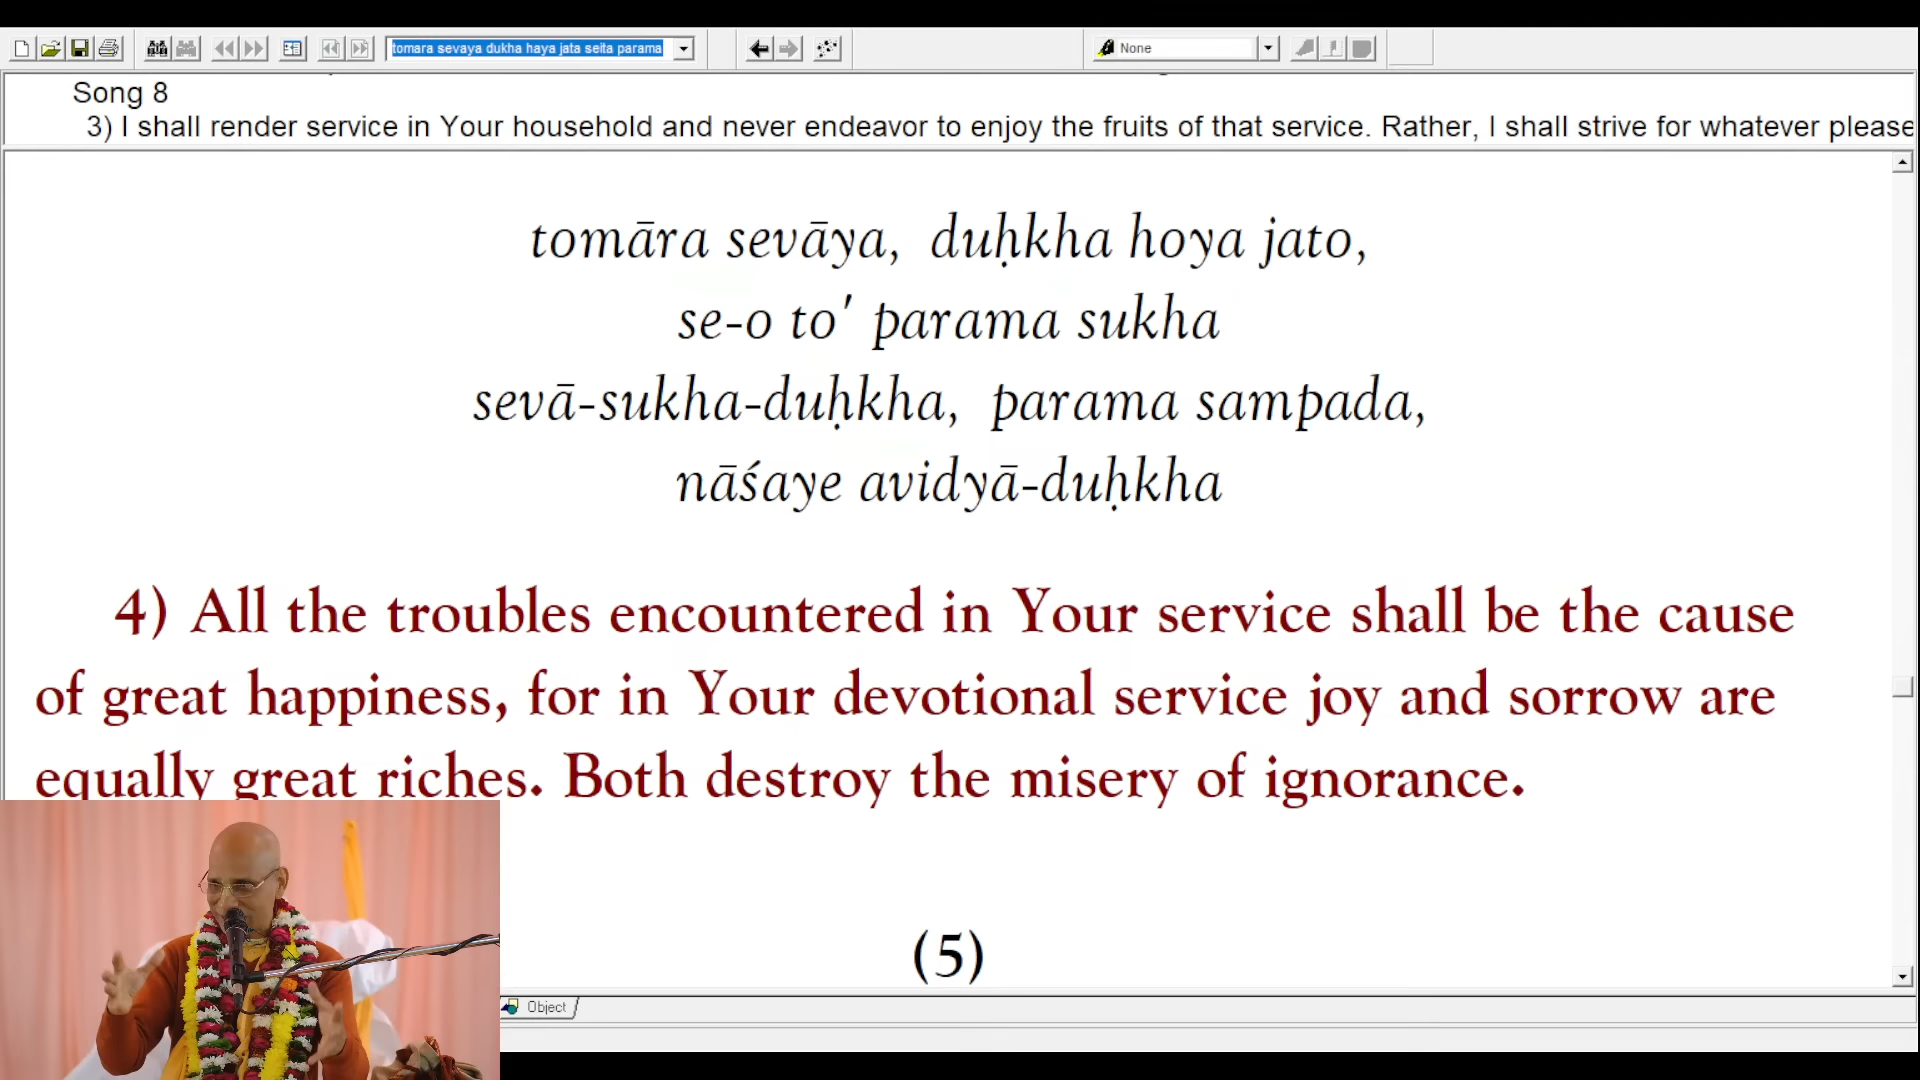 tomara sevaya dukha haya jata seita parama
None
Song 8
3) I shall render service in Your household and never endeavor to enjoy the fruits of that service. Rather, I shall strive for whatever please
tomāra sevāya, duḥkha hoya jato,
se-o to' parama sukha
sevā-sukha-duḥkha, parama sampada,
nāśaye avidyā-duḥkha
4) All the troubles encountered in Your service shall be the cause
of great happiness, for in Your devotional service joy and sorrow are
equally great riches. Both destroy the misery of ignorance.
(5)
Object